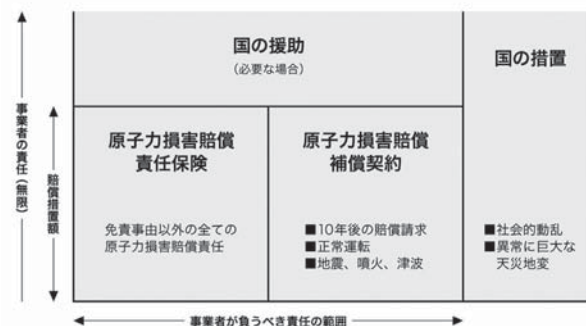 事業者の責任(無限)
賠償措置額
国の援助
(必要な場合)
国の措置
原子力損害賠償
責任保険
免責事由以外の全ての
原子力損害賠償責任
原子力損害賠償
補償契約
■10年後の賠償請求
■正常運転
■地震、噴火、津波
■社会的動乱
■異常に巨大な
天災地変
事業者が負うべき責任の範囲